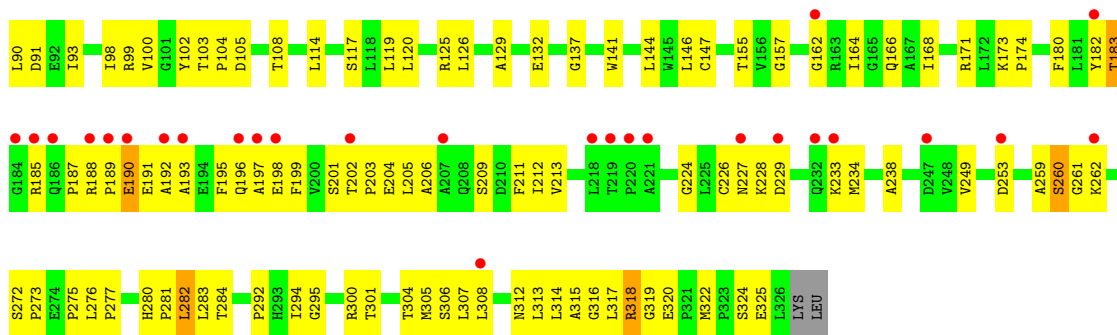 L90 D91 E92 I93 I98 R99 V100 G101 Y102 T103 P104 D105 T108 L114 S117 L118 L119 L120 R125 L126 A129 E132 G137 W141 L144 W145 L146 C147 T155 V156 G157 G162 R163 I164 G165 Q166 A167 I168 R171 L172 K173 P174 F180 L181 Y182 T183
G184 R185 Q186 P187 R188 P189 E190 E191 A192 A193 E194 F195 Q196 A197 E198 F199 V200 S201 T202 P203 E204 L205 A206 A207 Q208 S209 D210 F211 T212 V213 L218 T219 P220 A221 G224 L225 C226 N227 K228 D229 Q232 K233 M234 A238 D247 V248 V249 D253 A259 S260 G261 K262
S272 P273 E274 P275 L276 P277 H280 P281 L282 L283 T284 P292 H293 I294 G295 R300 T301 T304 M305 S306 L307 L308 N312 L313 L314 A315 G316 L317 R318 G319 E320 P321 M322 P323 S324 E325 L326 LYS LEU